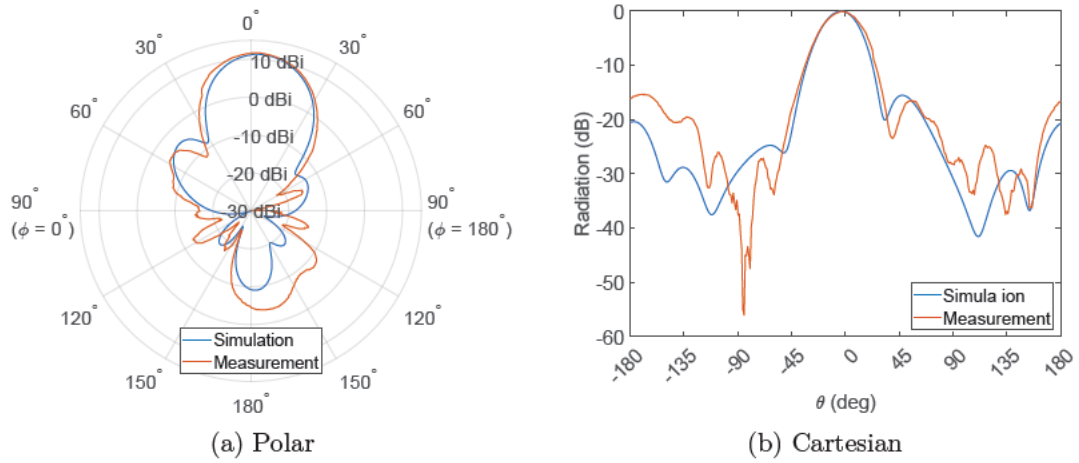 0°
30°
30°
60°
60°
90°
(ϕ = 0°)
90°
(ϕ = 180°)
120°
120°
150°
150°
180°
10 dBi
0 dBi
-10 dBi
-20 dBi
-30 dBi
Simulation
Measurement
(a) Polar
0
-10
-20
-30
-40
-50
-60
Radiation (dB)
-180
-135
-90
-45
0
45
90
135
180
θ (deg)
Simula ion
Measurement
(b) Cartesian